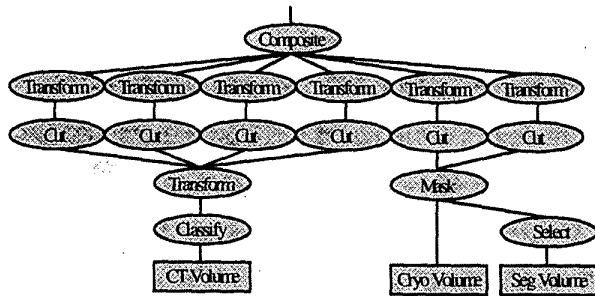 Composite
Transform Transform Transform Transform Transform Transform
Cut Cut Cut Cut Cut Cut
Transform Mask
Classify Select
CT Volume Cryo Volume Seg Volume